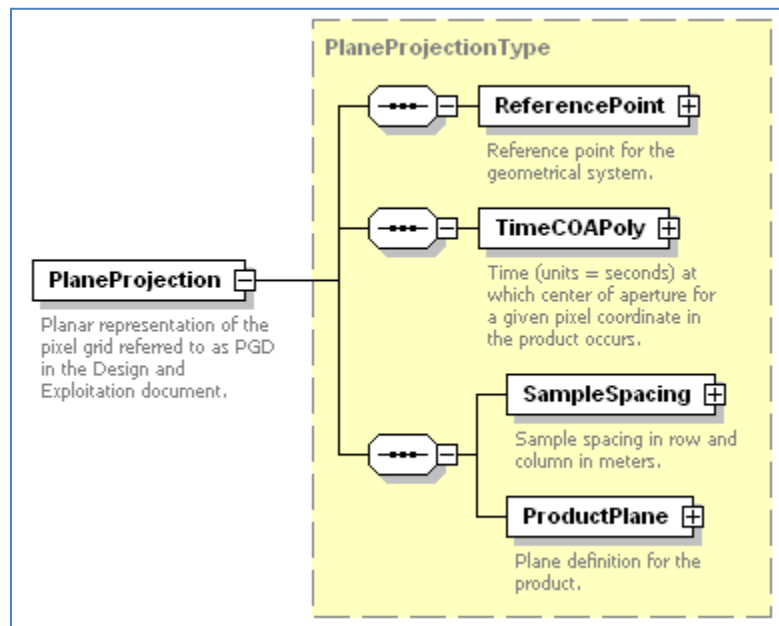 PlaneProjectionType
ReferencePoint
Reference point for the
geometrical system.
TimeCOAPoly
Time (units = seconds) at
which center of aperture for
a given pixel coordinate in
the product occurs.
PlaneProjection
Planar representation of the
pixel grid referred to as PGD
in the Design and
Exploitation document.
SampleSpacing
Sample spacing in row and
column in meters.
ProductPlane
Plane definition for the
product.